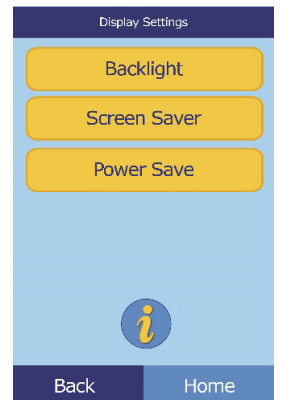 Display Settings
Backlight
Screen Saver
Power Save
i
Back Home